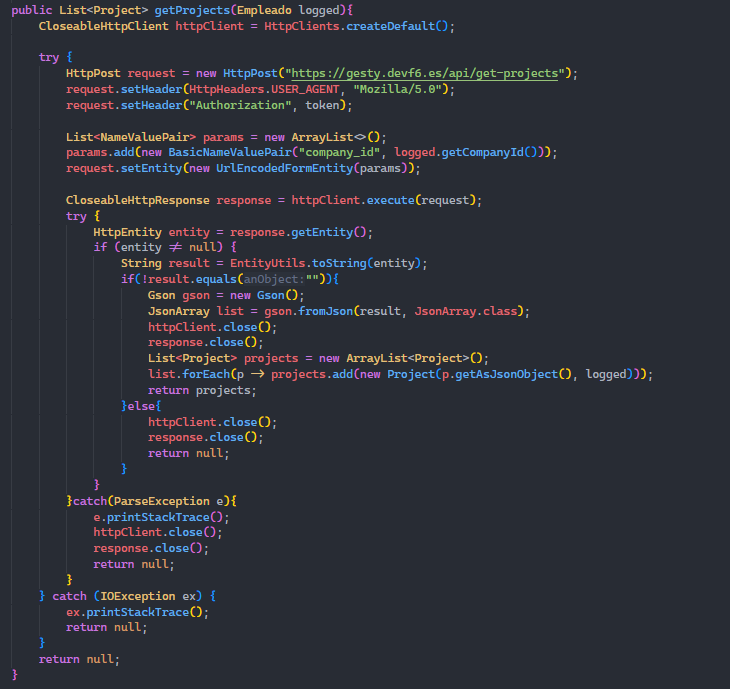 public List<Project> getProjects(Empleado logged){
    CloseableHttpClient httpClient = HttpClients.createDefault();

    try {
        HttpPost request = new HttpPost("https://gesty.devf6.es/api/get-projects");
        request.setHeader(HttpHeaders.USER_AGENT, "Mozilla/5.0");
        request.setHeader("Authorization", token);

        List<NameValuePair> params = new ArrayList<>();
        params.add(new BasicNameValuePair("company_id", logged.getCompanyId()));
        request.setEntity(new UrlEncodedFormEntity(params));

        CloseableHttpResponse response = httpClient.execute(request);
        try {
            HttpEntity entity = response.getEntity();
            if (entity ≠ null) {
                String result = EntityUtils.toString(entity);
                if(!result.equals(anObject:"")){
                    Gson gson = new Gson();
                    JsonArray list = gson.fromJson(result, JsonArray.class);
                    httpClient.close();
                    response.close();
                    List<Project> projects = new ArrayList<Project>();
                    list.forEach(p → projects.add(new Project(p.getAsJsonObject(), logged)));
                    return projects;
                }else{
                    httpClient.close();
                    response.close();
                    return null;
                }
            }
        }catch(ParseException e){
            e.printStackTrace();
            httpClient.close();
            response.close();
            return null;
        }
    } catch (IOException ex) {
        ex.printStackTrace();
        return null;
    }
    return null;
}